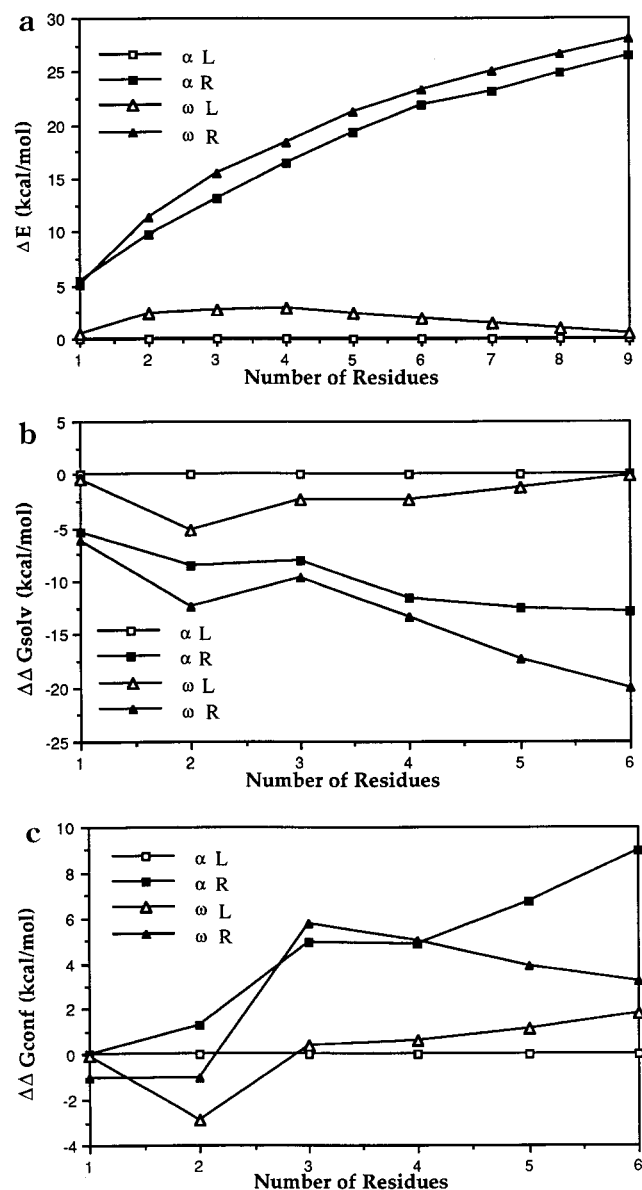 a
30
25
20
15
10
5
0
ΔE (kcal/mol)
α L
α R
ω L
ω R
1 2 3 4 5 6 7 8 9
Number of Residues
b
5
0
-5
-10
-15
-20
-25
ΔΔ Gsolv (kcal/mol)
α L
α R
ω L
ω R
1 2 3 4 5 6
Number of Residues
c
10
8
6
4
2
0
-2
-4
ΔΔ Gconf (kcal/mol)
α L
α R
ω L
ω R
1 2 3 4 5 6
Number of Residues